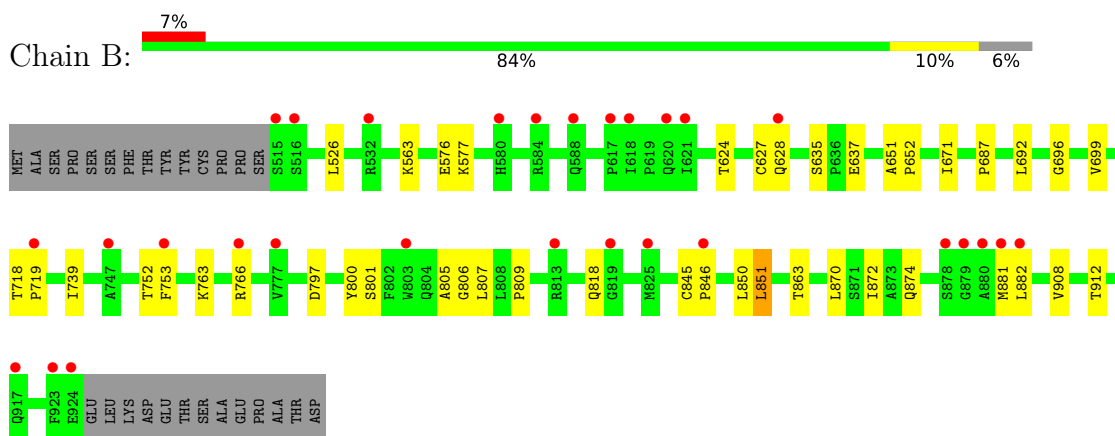 7%
Chain B:
84% 10% 6%
MET ALA SER PRO SER SER PHE THR TYR TYR CYS PRO PRO SER S515 S516 L526 R532 K563 E576 K577 H580 R584 Q588 P617 I618 P619 Q620 I621 T624 C627 Q628 S635 P636 E637 A651 P652 I671 P687 L692 G696 V699
T718 P719 I739 A747 T752 F753 K763 R766 V777 D797 Y800 S801 F802 W803 Q804 A805 G806 L807 L808 P809 R813 Q818 G819 M825 C845 P846 L850 L851 T863 L870 S871 I872 A873 Q874 S878 G879 A880 M881 L882 V908 T912
Q917 F923 E924 GLU LEU LYS ASP GLU THR SER ALA GLU PRO ALA THR ASP